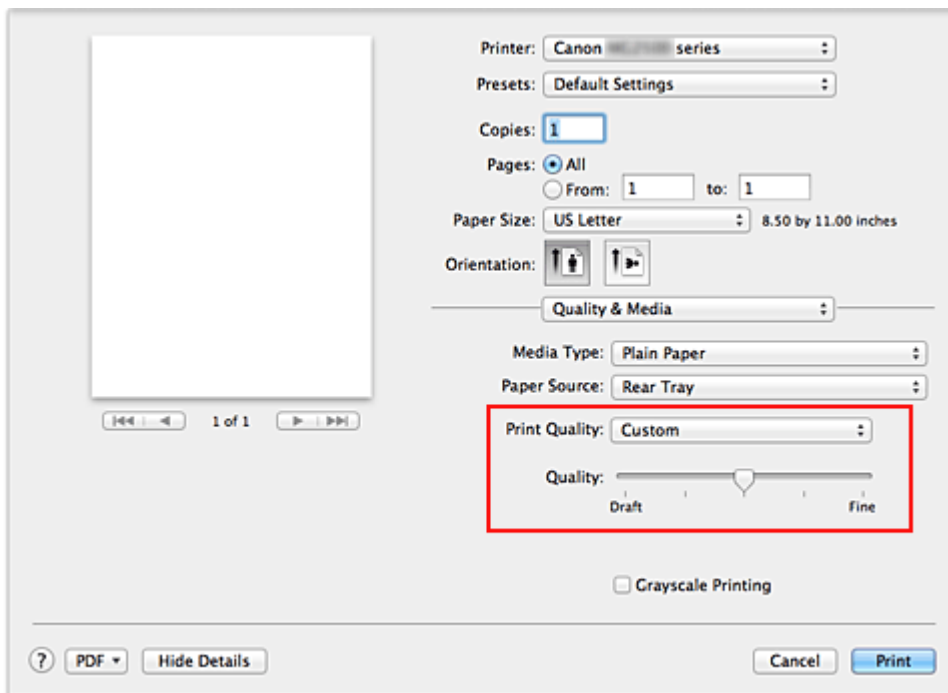 Printer: Canon series
Presets: Default Settings
Copies: 1
Pages: All
From: 1 to: 1
Paper Size: US Letter 8.50 by 11.00 inches
Orientation:
Quality & Media
Media Type: Plain Paper
Paper Source: Rear Tray
1 of 1
Print Quality: Custom
Quality:
Draft Fine
Grayscale Printing
? PDF Hide Details Cancel Print